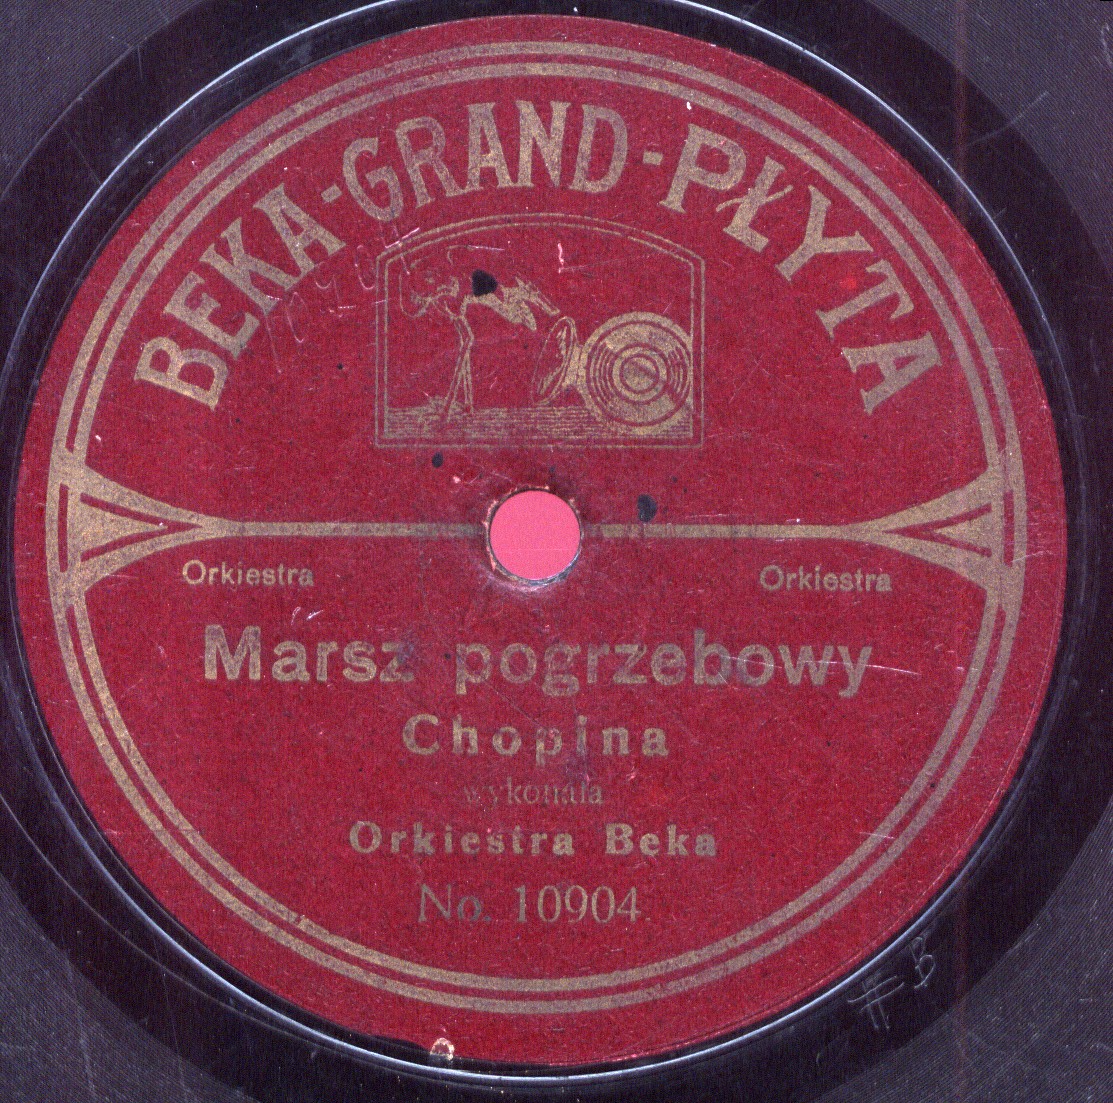 BEKA-GRAND-PŁYTA
Orkiestra Orkiestra
Marsz pogrzebowy
Chopina
wykonała
Orkiestra Beka
No. 10904